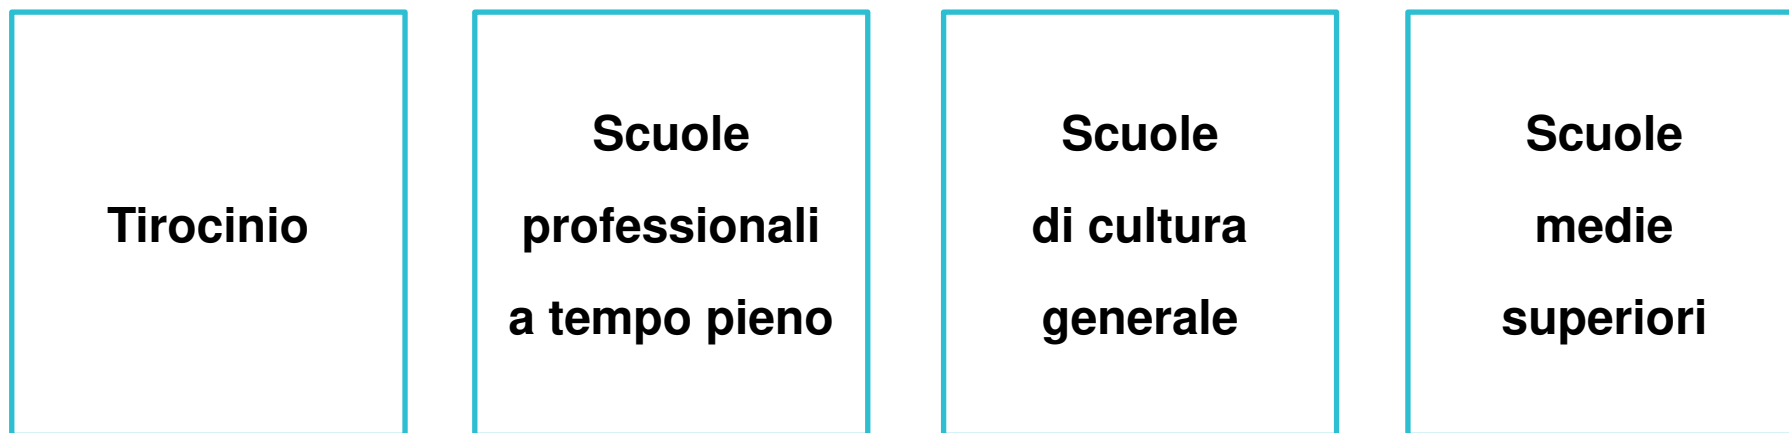 Tirocinio
Scuole
professionali
a tempo pieno
Scuole
di cultura
generale
Scuole
medie
superiori